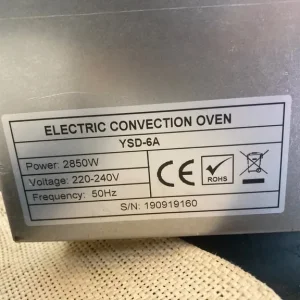 ELECTRIC CONVECTION OVEN
YSD-6A
Power: 2850W
Voltage: 220-240V
Frequency: 50Hz
CE
ROHS
S/N: 190919160